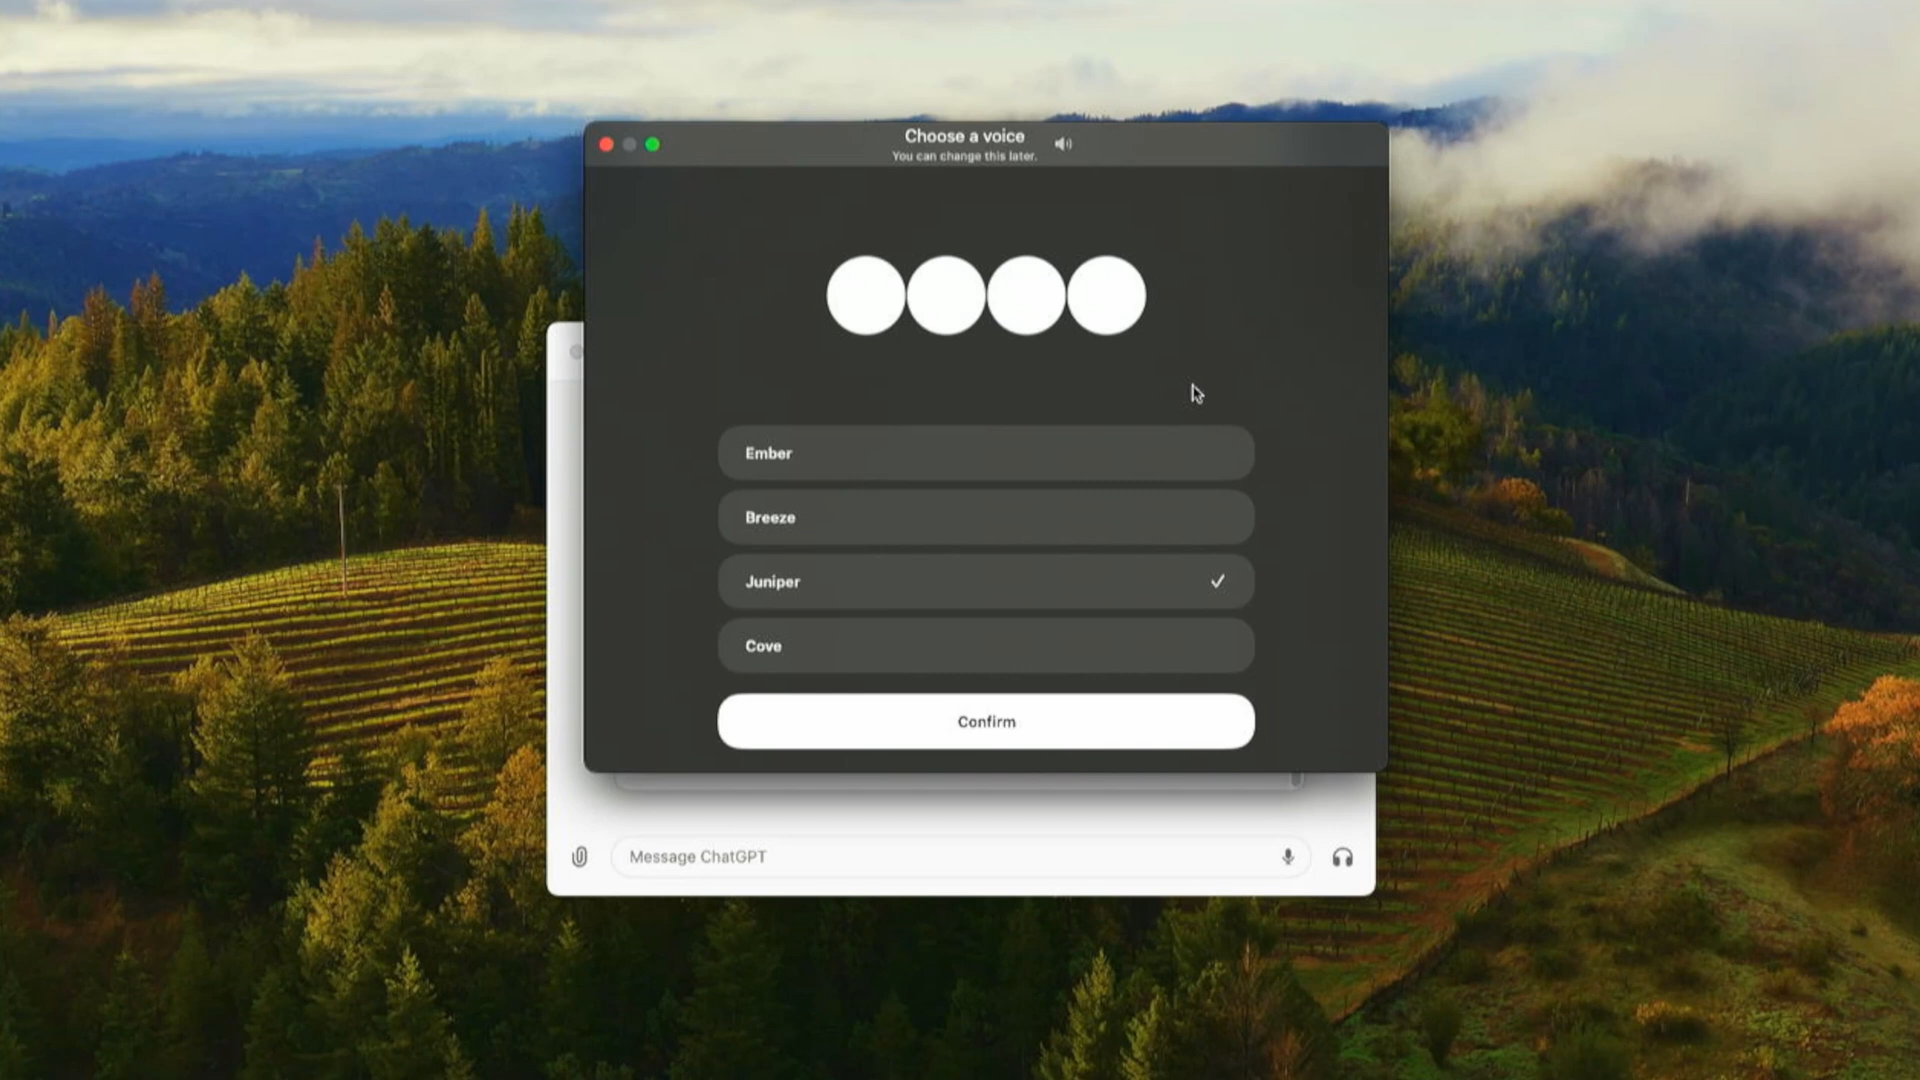 Choose a voice
You can change this later.
Ember
Breeze
Juniper
Cove
Confirm
Message ChatGPT